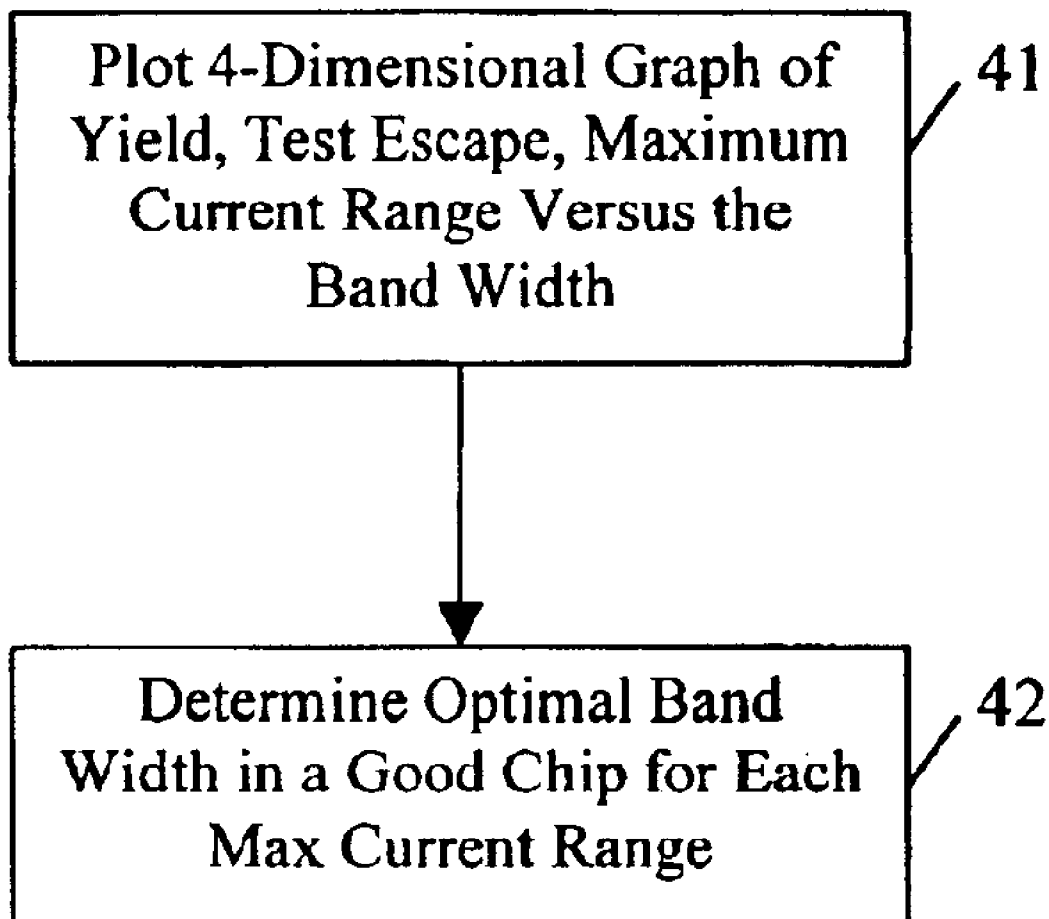 Plot 4-Dimensional Graph of
Yield, Test Escape, Maximum
Current Range Versus the
Band Width
41
Determine Optimal Band
Width in a Good Chip for Each
Max Current Range
42